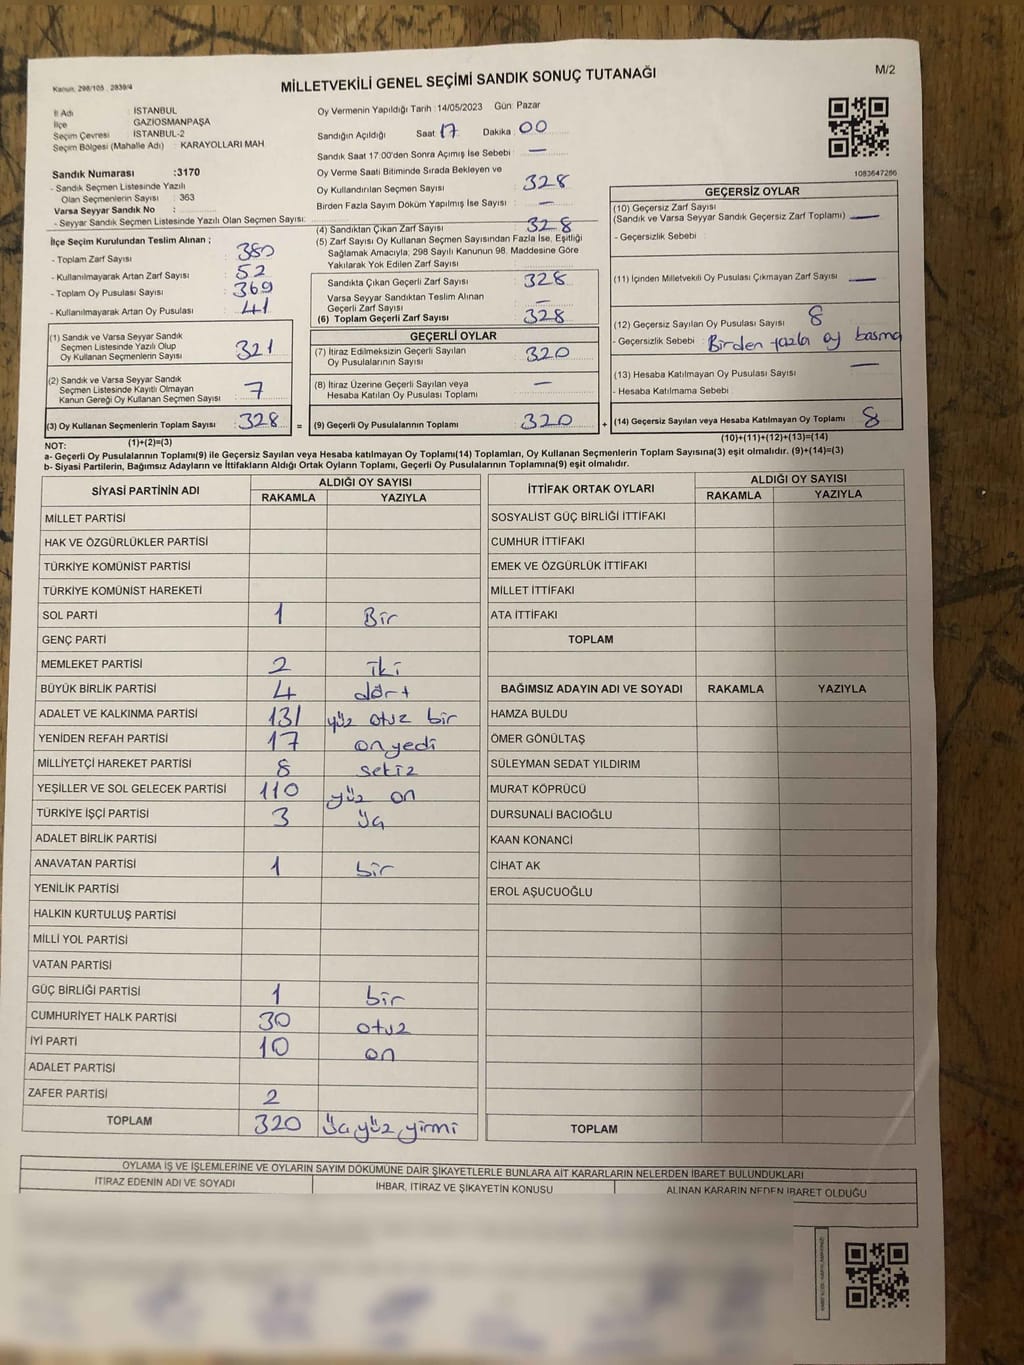 Kanun, 298/105, 2839/4
MİLLETVEKİLİ GENEL SEÇİMİ SANDIK SONUÇ TUTANAĞI
M/2
İl Adı : İSTANBUL
İlçe GAZİOSMANPAŞA
Seçim Çevresi İSTANBUL-2
Seçim Bölgesi (Mahalle Adı) : KARAYOLLARI MAH
Sandık Numarası :3170
- Sandık Seçmen Listesinde Yazılı
Olan Seçmenlerin Sayısı : 363
Varsa Seyyar Sandık No :
- Seyyar Sandık Seçmen Listesinde Yazılı Olan Seçmen Sayısı:
Oy Vermenin Yapıldığı Tarih : 14/05/2023 Gün: Pazar
Sandığın Açıldığı Saat 17 Dakika : 00
Sandık Saat 17:00'den Sonra Açımış İse Sebebi : —
Oy Verme Saati Bitiminde Sırada Bekleyen ve
Oy Kullandırılan Seçmen Sayısı : 328
Birden Fazla Sayım Döküm Yapılmış İse Sayısı : —
1083647286
İlçe Seçim Kurulundan Teslim Alınan ;
- Toplam Zarf Sayısı : 380
- Kullanılmayarak Artan Zarf Sayısı : 52
- Toplam Oy Pusulası Sayısı : 369
- Kullanılmayarak Artan Oy Pusulası : 41
(1) Sandık ve Varsa Seyyar Sandık
Seçmen Listesinde Yazılı Olup
Oy Kullanan Seçmenlerin Sayısı : 321
(2) Sandık ve Varsa Seyyar Sandık
Seçmen Listesinde Kayıtlı Olmayan
Kanun Gereği Oy Kullanan Seçmen Sayısı : 7
(3) Oy Kullanan Seçmenlerin Toplam Sayısı : 328 =
(4) Sandıktan Çıkan Zarf Sayısı : 328
(5) Zarf Sayısı Oy Kullanan Seçmen Sayısından Fazla İse, Eşitliği
Sağlamak Amacıyla; 298 Sayılı Kanunun 98. Maddesine Göre
Yakılarak Yok Edilen Zarf Sayısı
Sandıkta Çıkan Geçerli Zarf Sayısı : 328
Varsa Seyyar Sandıktan Teslim Alınan
Geçerli Zarf Sayısı : —
(6) Toplam Geçerli Zarf Sayısı : 328
GEÇERLİ OYLAR
(7) İtiraz Edilmeksizin Geçerli Sayılan
Oy Pusulalarının Sayısı : 320
(8) İtiraz Üzerine Geçerli Sayılan veya
Hesaba Katılan Oy Pusulası Toplamı : —
(9) Geçerli Oy Pusulalarının Toplamı : 320 +
GEÇERSİZ OYLAR
(10) Geçersiz Zarf Sayısı
(Sandık ve Varsa Seyyar Sandık Geçersiz Zarf Toplamı) : —
- Geçersizlik Sebebi :
(11) İçinden Milletvekili Oy Pusulası Çıkmayan Zarf Sayısı : —
(12) Geçersiz Sayılan Oy Pusulası Sayısı : 8
- Geçersizlik Sebebi : Birden fazla oy basma
(13) Hesaba Katılmayan Oy Pusulası Sayısı : —
- Hesaba Katılmama Sebebi :
(14) Geçersiz Sayılan veya Hesaba Katılmayan Oy Toplamı : 8
NOT: (1)+(2)=(3)
(10)+(11)+(12)+(13)=(14)
a- Geçerli Oy Pusulalarının Toplamı(9) ile Geçersiz Sayılan veya Hesaba katılmayan Oy Toplamı(14) Toplamları, Oy Kullanan Seçmenlerin Toplam Sayısına(3) eşit olmalıdır. (9)+(14)=(3)
b- Siyasi Partilerin, Bağımsız Adayların ve İttifakların Aldığı Ortak Oyların Toplamı, Geçerli Oy Pusulalarının Toplamına(9) eşit olmalıdır.
SİYASİ PARTİNİN ADI ALDIĞI OY SAYISI
RAKAMLA YAZIYLA
MİLLET PARTİSİ
HAK VE ÖZGÜRLÜKLER PARTİSİ
TÜRKİYE KOMÜNİST PARTİSİ
TÜRKİYE KOMÜNİST HAREKETİ
SOL PARTİ 1 Bir
GENÇ PARTİ
MEMLEKET PARTİSİ 2 iki
BÜYÜK BİRLİK PARTİSİ 4 dört
ADALET VE KALKINMA PARTİSİ 131 yüz otuz bir
YENİDEN REFAH PARTİSİ 17 on yedi
MİLLİYETÇİ HAREKET PARTİSİ 8 sekiz
YEŞİLLER VE SOL GELECEK PARTİSİ 110 yüz on
TÜRKİYE İŞÇİ PARTİSİ 3 üç
ADALET BİRLİK PARTİSİ
ANAVATAN PARTİSİ 1 bir
YENİLİK PARTİSİ
HALKIN KURTULUŞ PARTİSİ
MİLLİ YOL PARTİSİ
VATAN PARTİSİ
GÜÇ BİRLİĞİ PARTİSİ 1 bir
CUMHURİYET HALK PARTİSİ 30 otuz
İYİ PARTİ 10 on
ADALET PARTİSİ
ZAFER PARTİSİ 2
TOPLAM 320 üçyüz yirmi
İTTİFAK ORTAK OYLARI ALDIĞI OY SAYISI
RAKAMLA YAZIYLA
SOSYALİST GÜÇ BİRLİĞİ İTTİFAKI
CUMHUR İTTİFAKI
EMEK VE ÖZGÜRLÜK İTTİFAKI
MİLLET İTTİFAKI
ATA İTTİFAKI
TOPLAM
BAĞIMSIZ ADAYIN ADI VE SOYADI RAKAMLA YAZIYLA
HAMZA BULDU
ÖMER GÖNÜLTAŞ
SÜLEYMAN SEDAT YILDIRIM
MURAT KÖPRÜCÜ
DURSUNALİ BACIOĞLU
KAAN KONANCİ
CİHAT AK
EROL AŞUCUOĞLU
TOPLAM
OYLAMA İŞ VE İŞLEMLERİNE VE OYLARIN SAYIM DÖKÜMÜNE DAİR ŞİKAYETLERLE BUNLARA AİT KARARLARIN NELERDEN İBARET BULUNDUKLARI
İTİRAZ EDENİN ADI VE SOYADI İHBAR, İTİRAZ VE ŞİKAYETİN KONUSU ALINAN KARARIN NEDEN İBARET OLDUĞU